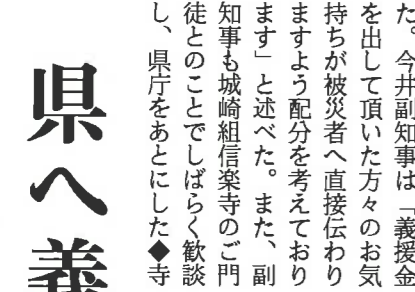 た。今井副知事は「義援金
を出して頂いた方々のお気
持ちが被災者へ直接伝わり
ますよう配分を考えており
ます」と述べた。また、副
知事も城崎組信楽寺のご門
徒とのことでしばらく歓談
し、県庁をあとにした◆寺
県へ義